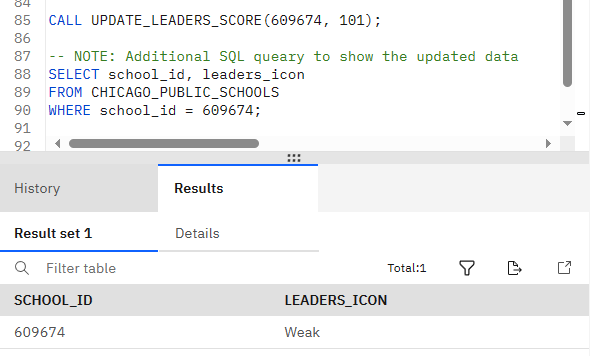 84
85 CALL UPDATE_LEADERS_SCORE(609674, 101);
86
87 -- NOTE: Additional SQL queary to show the updated data
88 SELECT school_id, leaders_icon
89 FROM CHICAGO_PUBLIC_SCHOOLS
90 WHERE school_id = 609674;
91
92
History Results
Result set 1 Details
Filter table Total:1
SCHOOL_ID LEADERS_ICON
609674 Weak